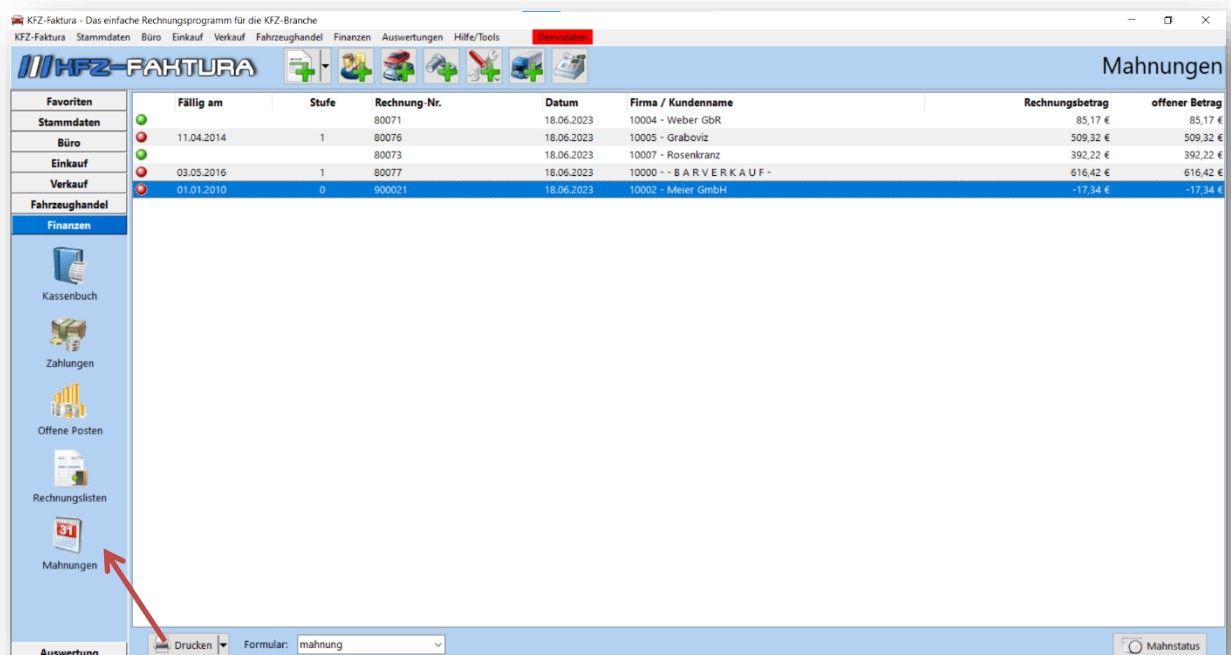 KFZ-Faktura - Das einfache Rechnungsprogramm für die KFZ-Branche
KFZ-Faktura Stammdaten Büro Einkauf Verkauf Fahrzeughandel Finanzen Auswertungen Hilfe/Tools Demodaten
KFZ-FAKTURA Mahnungen
Favoriten
Stammdaten
Büro
Einkauf
Verkauf
Fahrzeughandel
Finanzen
Kassenbuch
Zahlungen
Offene Posten
Rechnungslisten
31
Mahnungen
Auswertung
Fällig am Stufe Rechnung-Nr. Datum Firma / Kundenname Rechnungsbetrag offener Betrag
80071 18.06.2023 10004 - Weber GbR 85,17 € 85,17 €
11.04.2014 1 80076 18.06.2023 10005 - Graboviz 509,32 € 509,32 €
80073 18.06.2023 10007 - Rosenkranz 392,22 € 392,22 €
03.05.2016 1 80077 18.06.2023 10000 - - B A R V E R K A U F - 616,42 € 616,42 €
01.01.2010 0 900021 18.06.2023 10002 - Meier GmbH -17,34 € -17,34 €
Drucken Formular: mahnung Mahnstatus